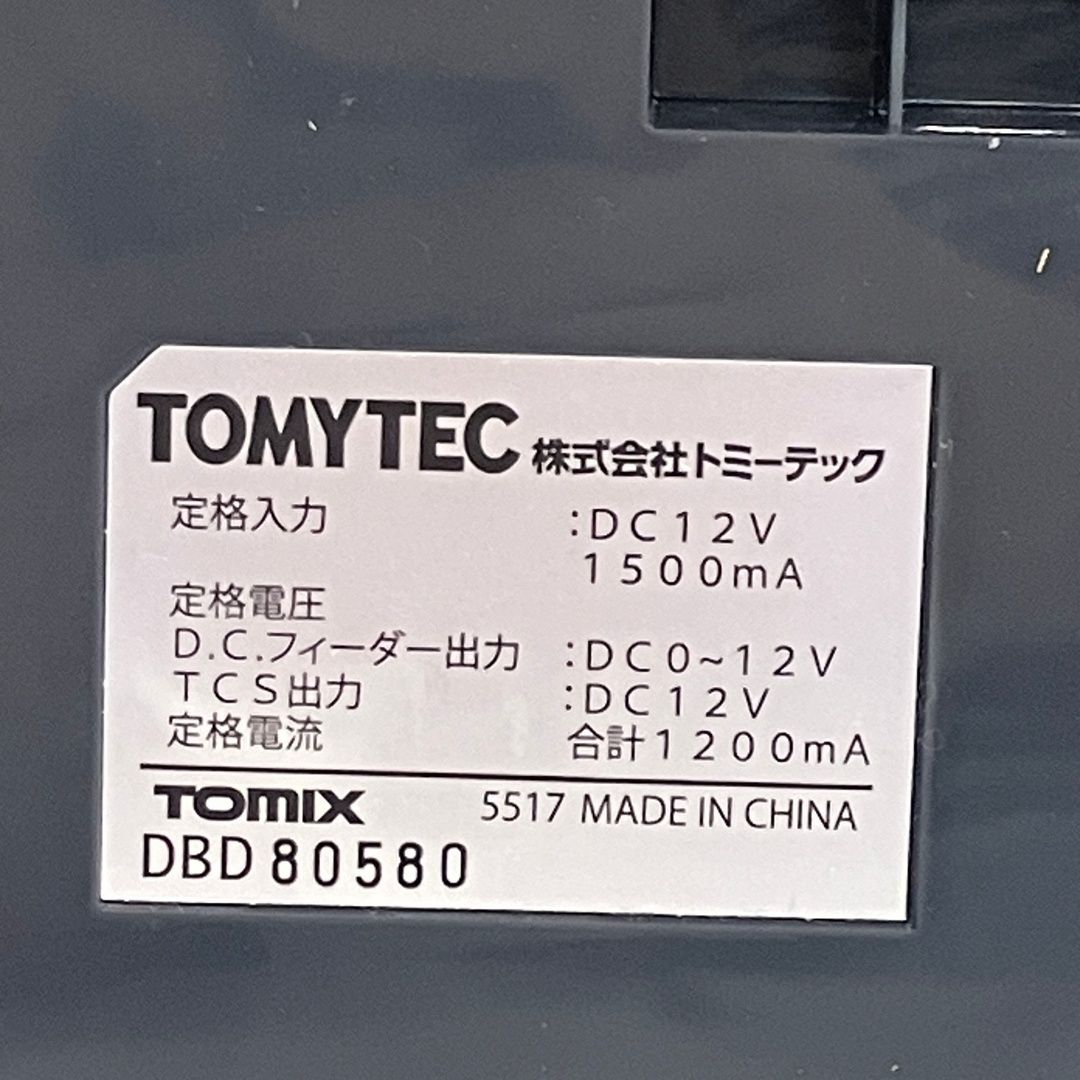 TOMYTEC 株式会社トミーテック
定格入力 :DC12V
1500mA
定格電圧
D.C.フィーダー出力 :DC0~12V
TCS出力 :DC12V
定格電流 合計1200mA
TOMIX 5517 MADE IN CHINA
DBD 80580